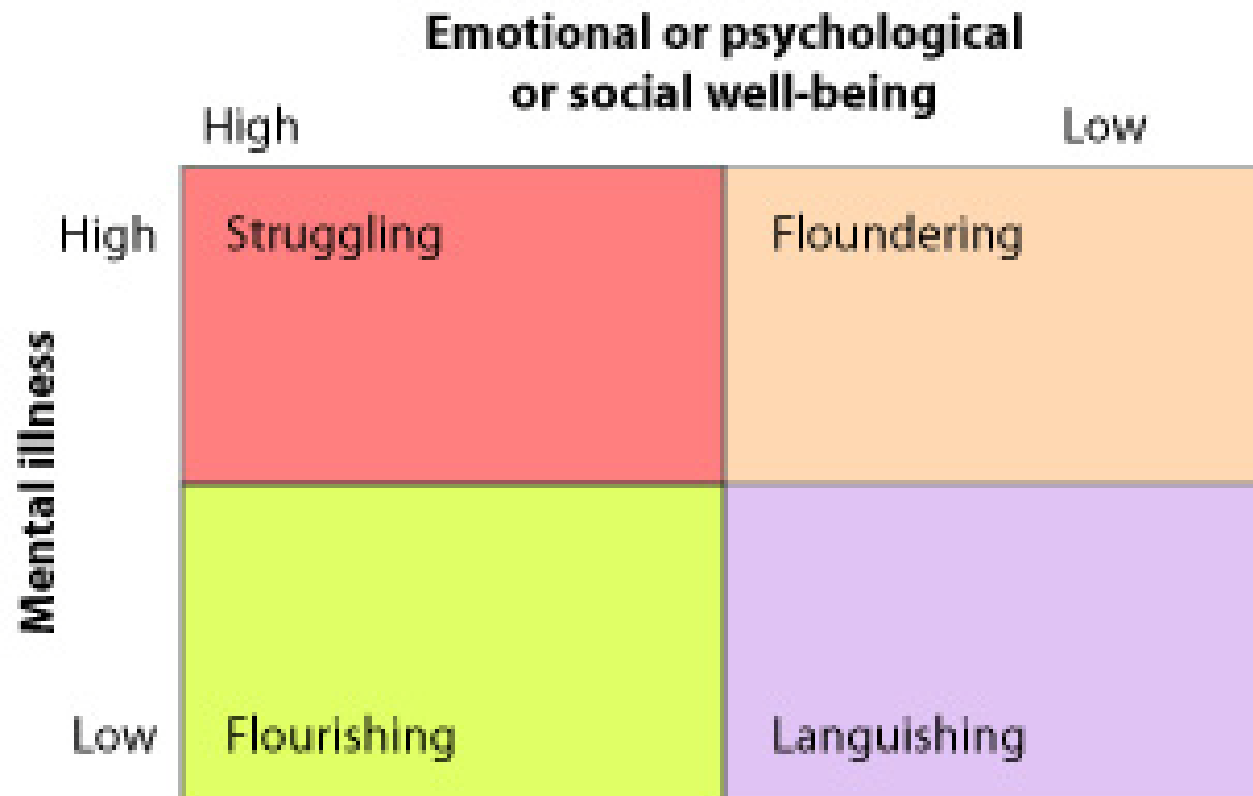 Emotional or psychological
or social well-being
High
Low
High
Struggling
Floundering
Mental illness
Low
Flourishing
Languishing